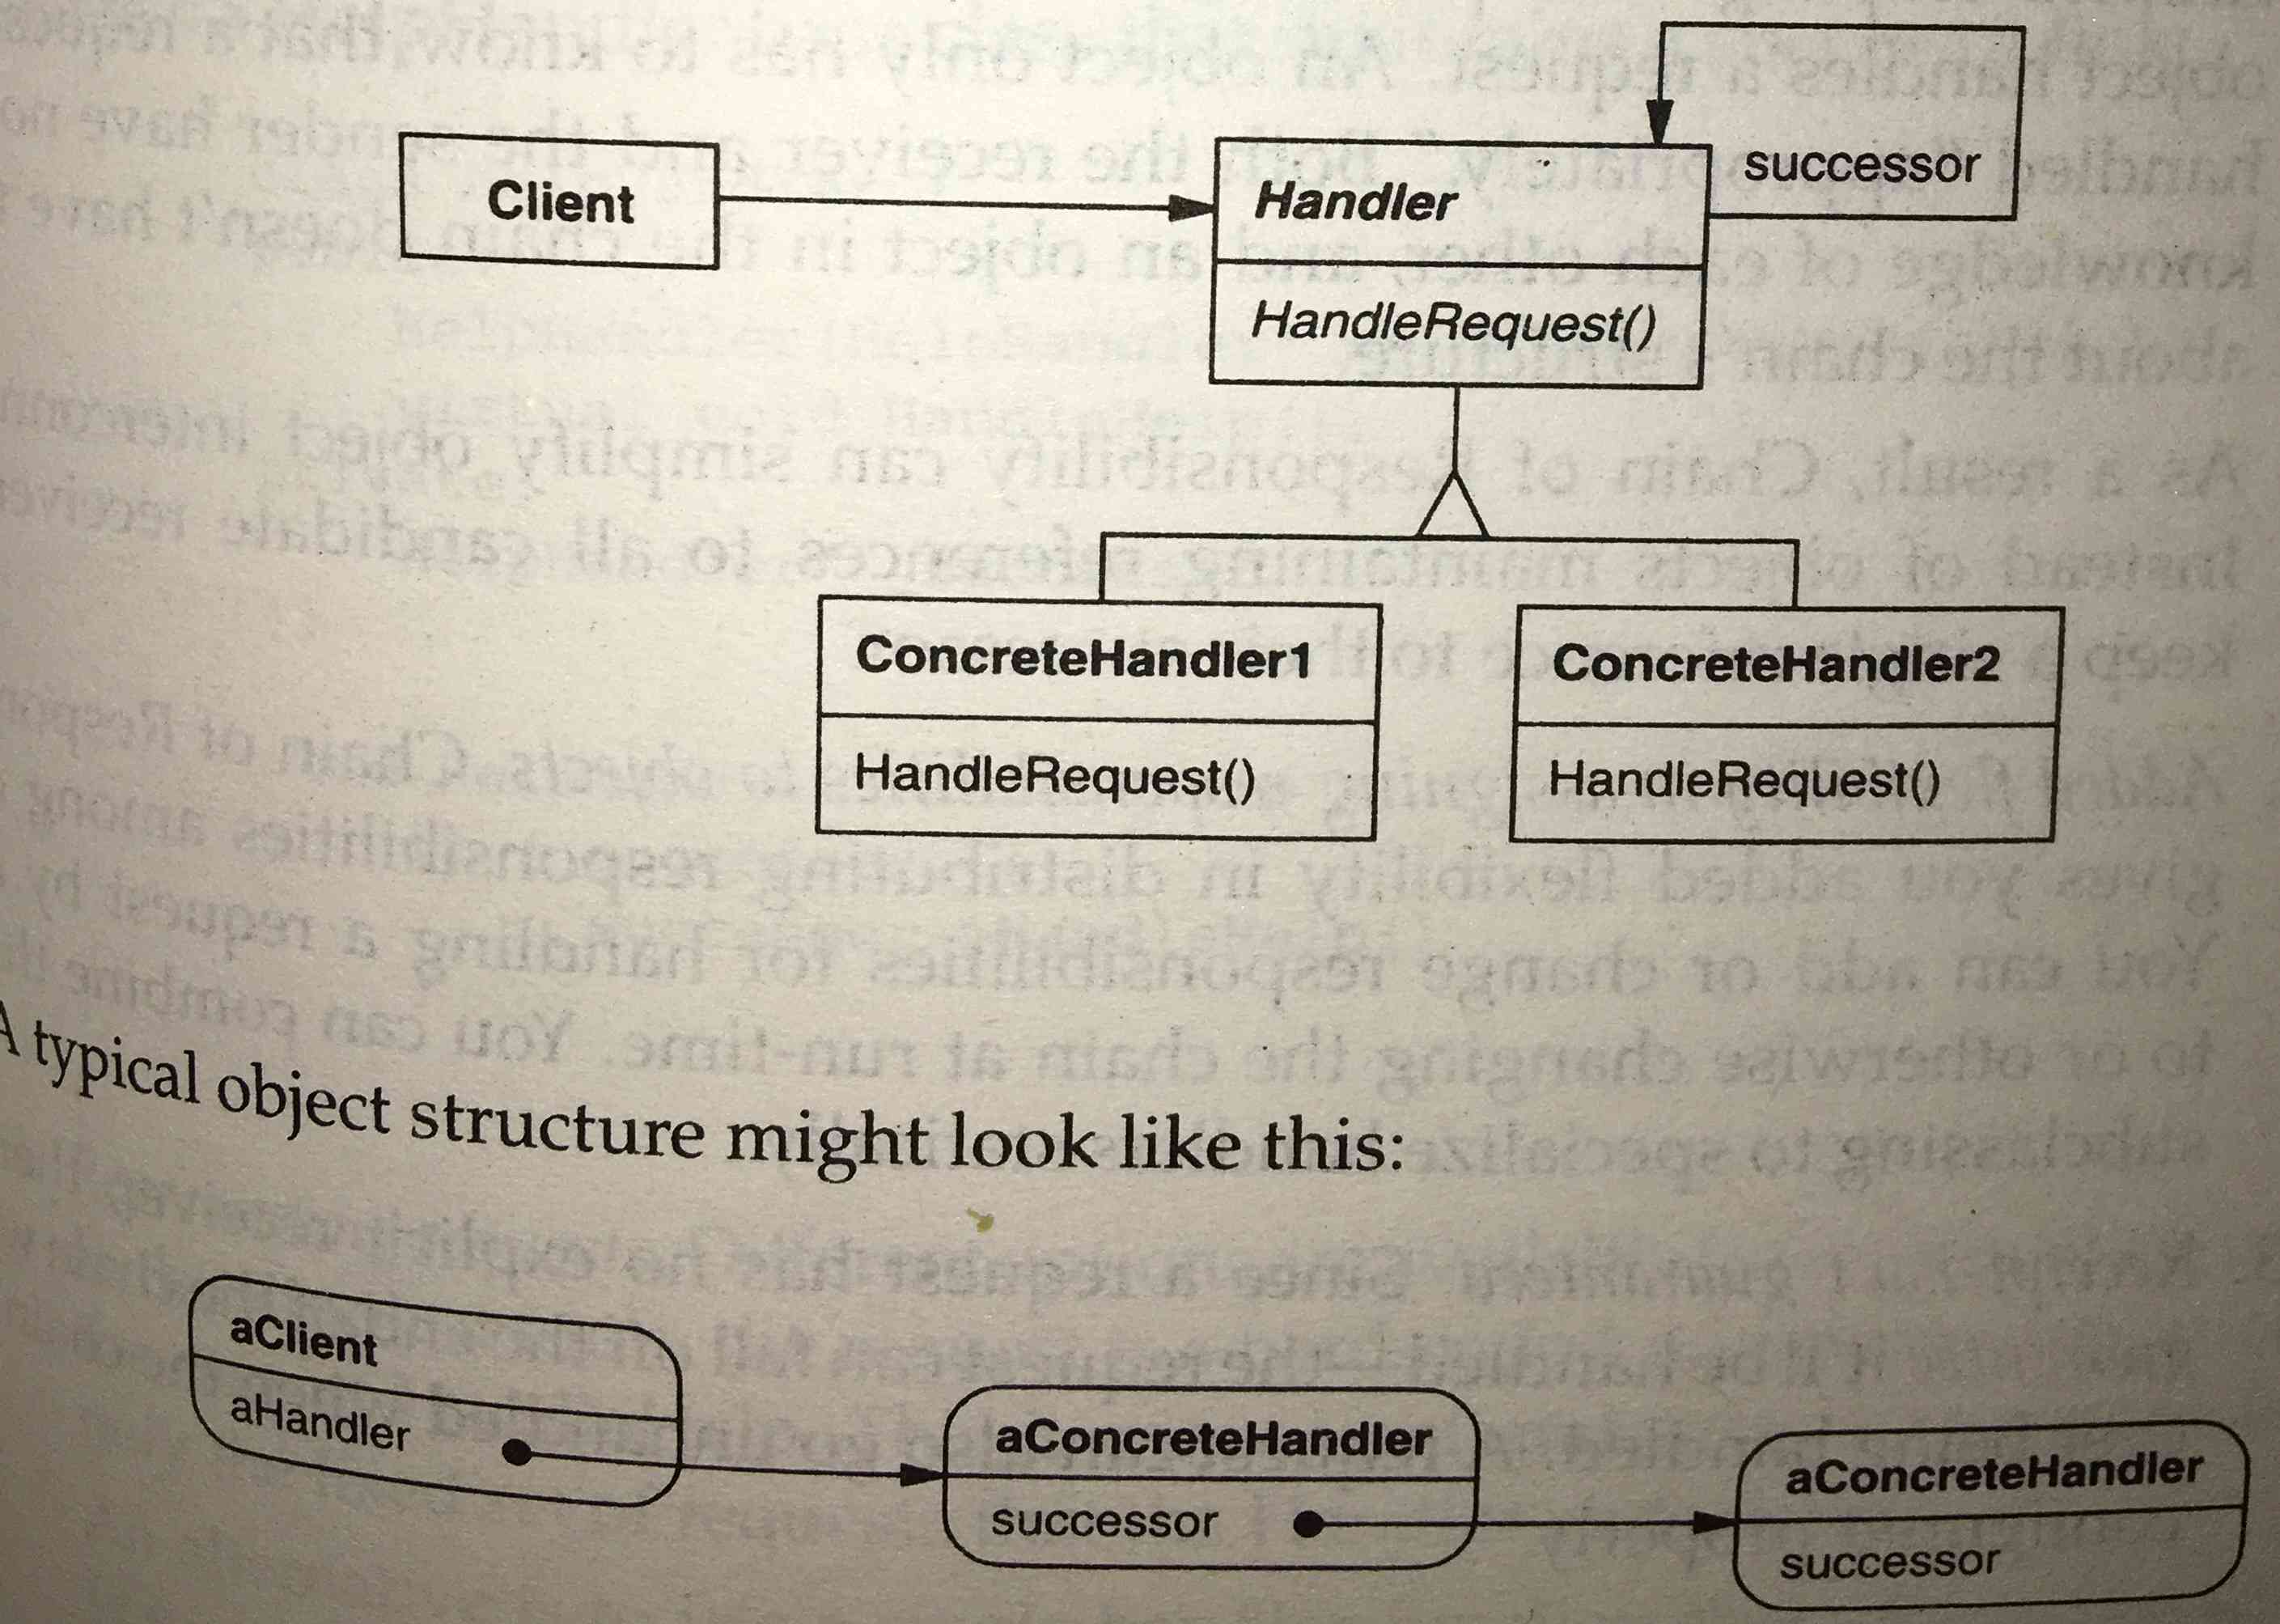 Client
Handler
successor
HandleRequest()
ConcreteHandler1
ConcreteHandler2
HandleRequest()
HandleRequest()
A typical object structure might look like this:
aClient
aHandler
aConcreteHandler
successor
aConcreteHandler
successor